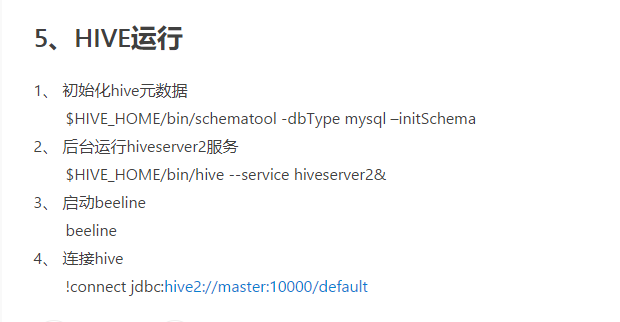 5、HIVE运行
1、 初始化hive元数据
$HIVE_HOME/bin/schematool -dbType mysql –initSchema
2、 后台运行hiveserver2服务
$HIVE_HOME/bin/hive --service hiveserver2&
3、 启动beeline
beeline
4、 连接hive
!connect jdbc:hive2://master:10000/default